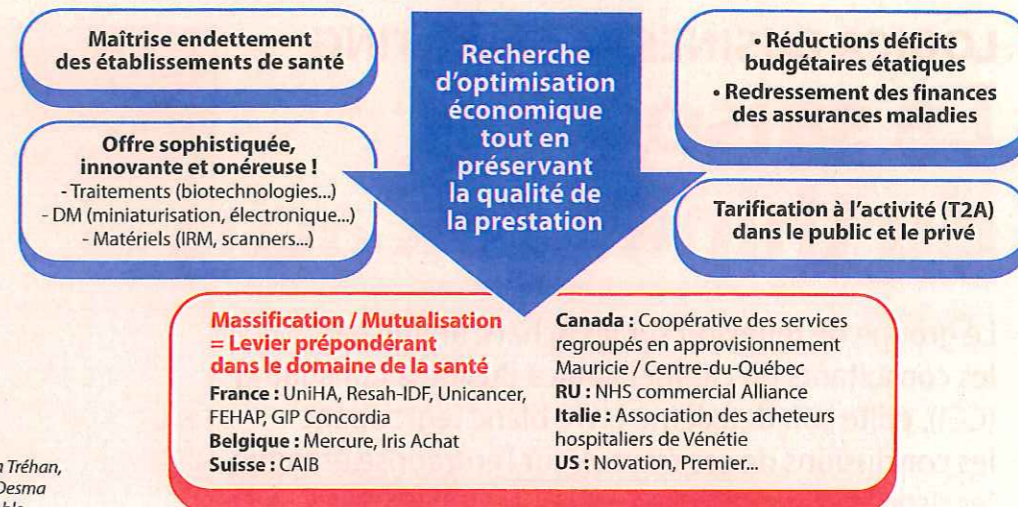 Maîtrise endettement
des établissements de santé
Offre sophistiquée,
innovante et onéreuse !
- Traitements (biotechnologies...)
- DM (miniaturisation, électronique...)
- Matériels (IRM, scanners...)
Recherche
d'optimisation
économique
tout en
préservant
la qualité de
la prestation
• Réductions déficits
budgétaires étatiques
• Redressement des finances
des assurances maladies
Tarification à l'activité (T2A)
dans le public et le privé
Massification / Mutualisation
= Levier prépondérant
dans le domaine de la santé
France : UniHA, Resah-IDF, Unicancer,
FEHAP, GIP Concordia
Belgique : Mercure, Iris Achat
Suisse : CAIB
Canada : Coopérative des services
regroupés en approvisionnement
Mauricie / Centre-du-Québec
RU : NHS commercial Alliance
Italie : Association des acheteurs
hospitaliers de Vénétie
US : Novation, Premier...
Tréhan,
Desma